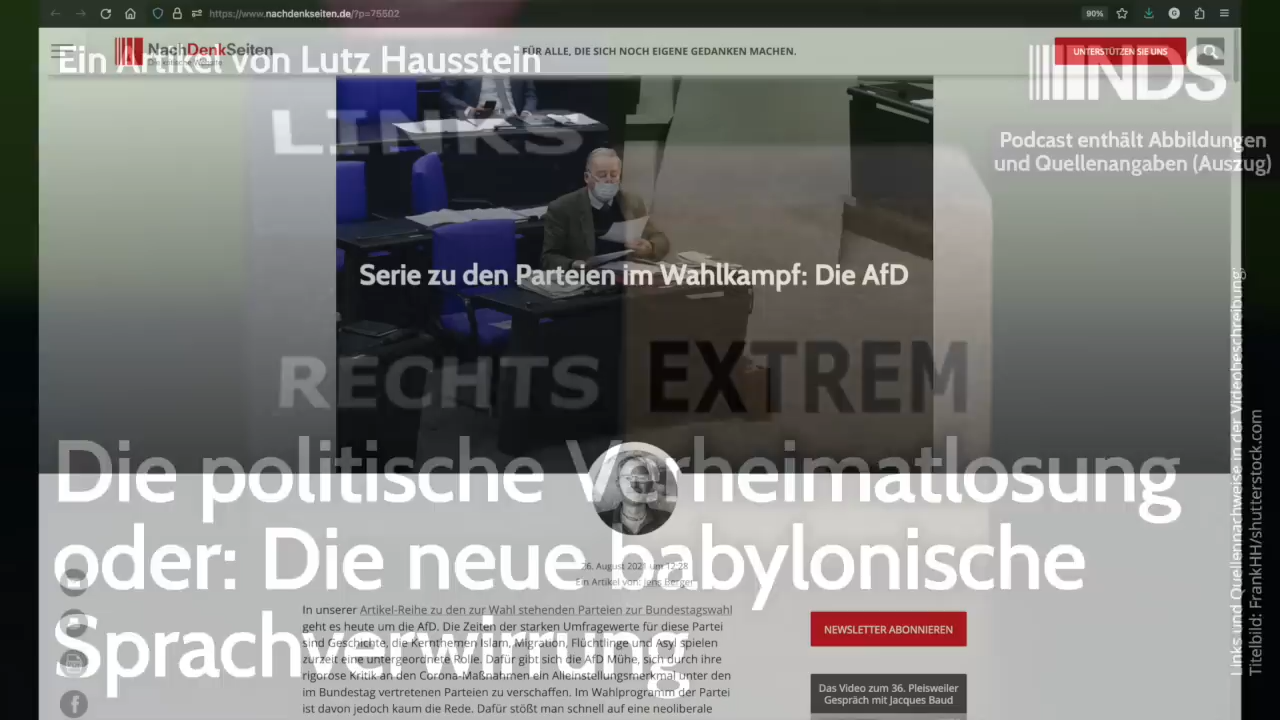 https://www.nachdenkseiten.de/?p=75502
90%
NachDenkSeiten
FÜR ALLE, DIE SICH NOCH EIGENE GEDANKEN MACHEN.
UNTERSTÜTZEN SIE UNS
Ein Artikel von Lutz Hausstein
NDS
Podcast enthält Abbildungen
und Quellenangaben (Auszug)
LINKS
Serie zu den Parteien im Wahlkampf: Die AfD
RECHTS EXTREM
Die politische Verheimatlosung
oder: Die neue babylonische
Sprachverwirrung
26. August 2021 um 12:28
Ein Artikel von: Jens Berger
In unserer Artikel-Reihe zu den zur Wahl stehenden Parteien zur Bundestagswahl
geht es heute um die AfD. Die Zeiten der starken Umfragewerte für diese Partei
sind Geschichte, die Kernthemen Islam, Migration, Flüchtlinge und Asyl spielen
zurzeit eine untergeordnete Rolle. Dafür gibt sich die AfD Mühe, sich durch ihre
rigorose Kritik an den Corona-Maßnahmen ein Alleinstellungsmerkmal unter den
im Bundestag vertretenen Parteien zu verschaffen. Im Wahlprogramm der Partei
ist davon jedoch kaum die Rede. Dafür stößt man schnell auf eine neoliberale
NEWSLETTER ABONNIEREN
Das Video zum 36. Pleisweiler
Gespräch mit Jacques Baud
Links und Quellennachweise in der Videobeschreibung;
Titelbild: FrankHH/shutterstock.com